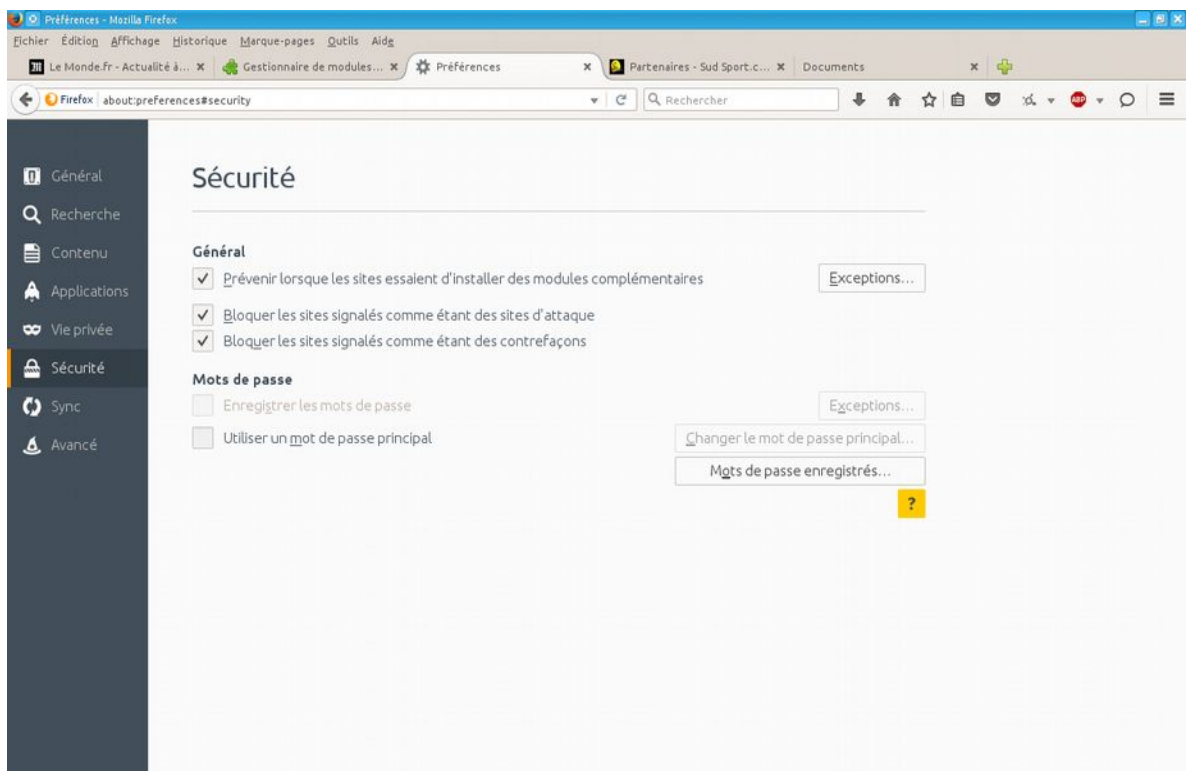 Préférences - Mozilla Firefox
Fichier Édition Affichage Historique Marque-pages Outils Aide
Le Monde.fr - Actualité à... Gestionnaire de modules... Préférences Partenaires - Sud Sport.c... Documents
Firefox about:preferences#security Rechercher ABP
Général
Recherche
Contenu
Applications
Vie privée
Sécurité
Sync
Avancé
Sécurité
Général
Prévenir lorsque les sites essaient d'installer des modules complémentaires Exceptions...
Bloquer les sites signalés comme étant des sites d'attaque
Bloquer les sites signalés comme étant des contrefaçons
Mots de passe
Enregistrer les mots de passe Exceptions...
Utiliser un mot de passe principal Changer le mot de passe principal...
Mots de passe enregistrés...
?